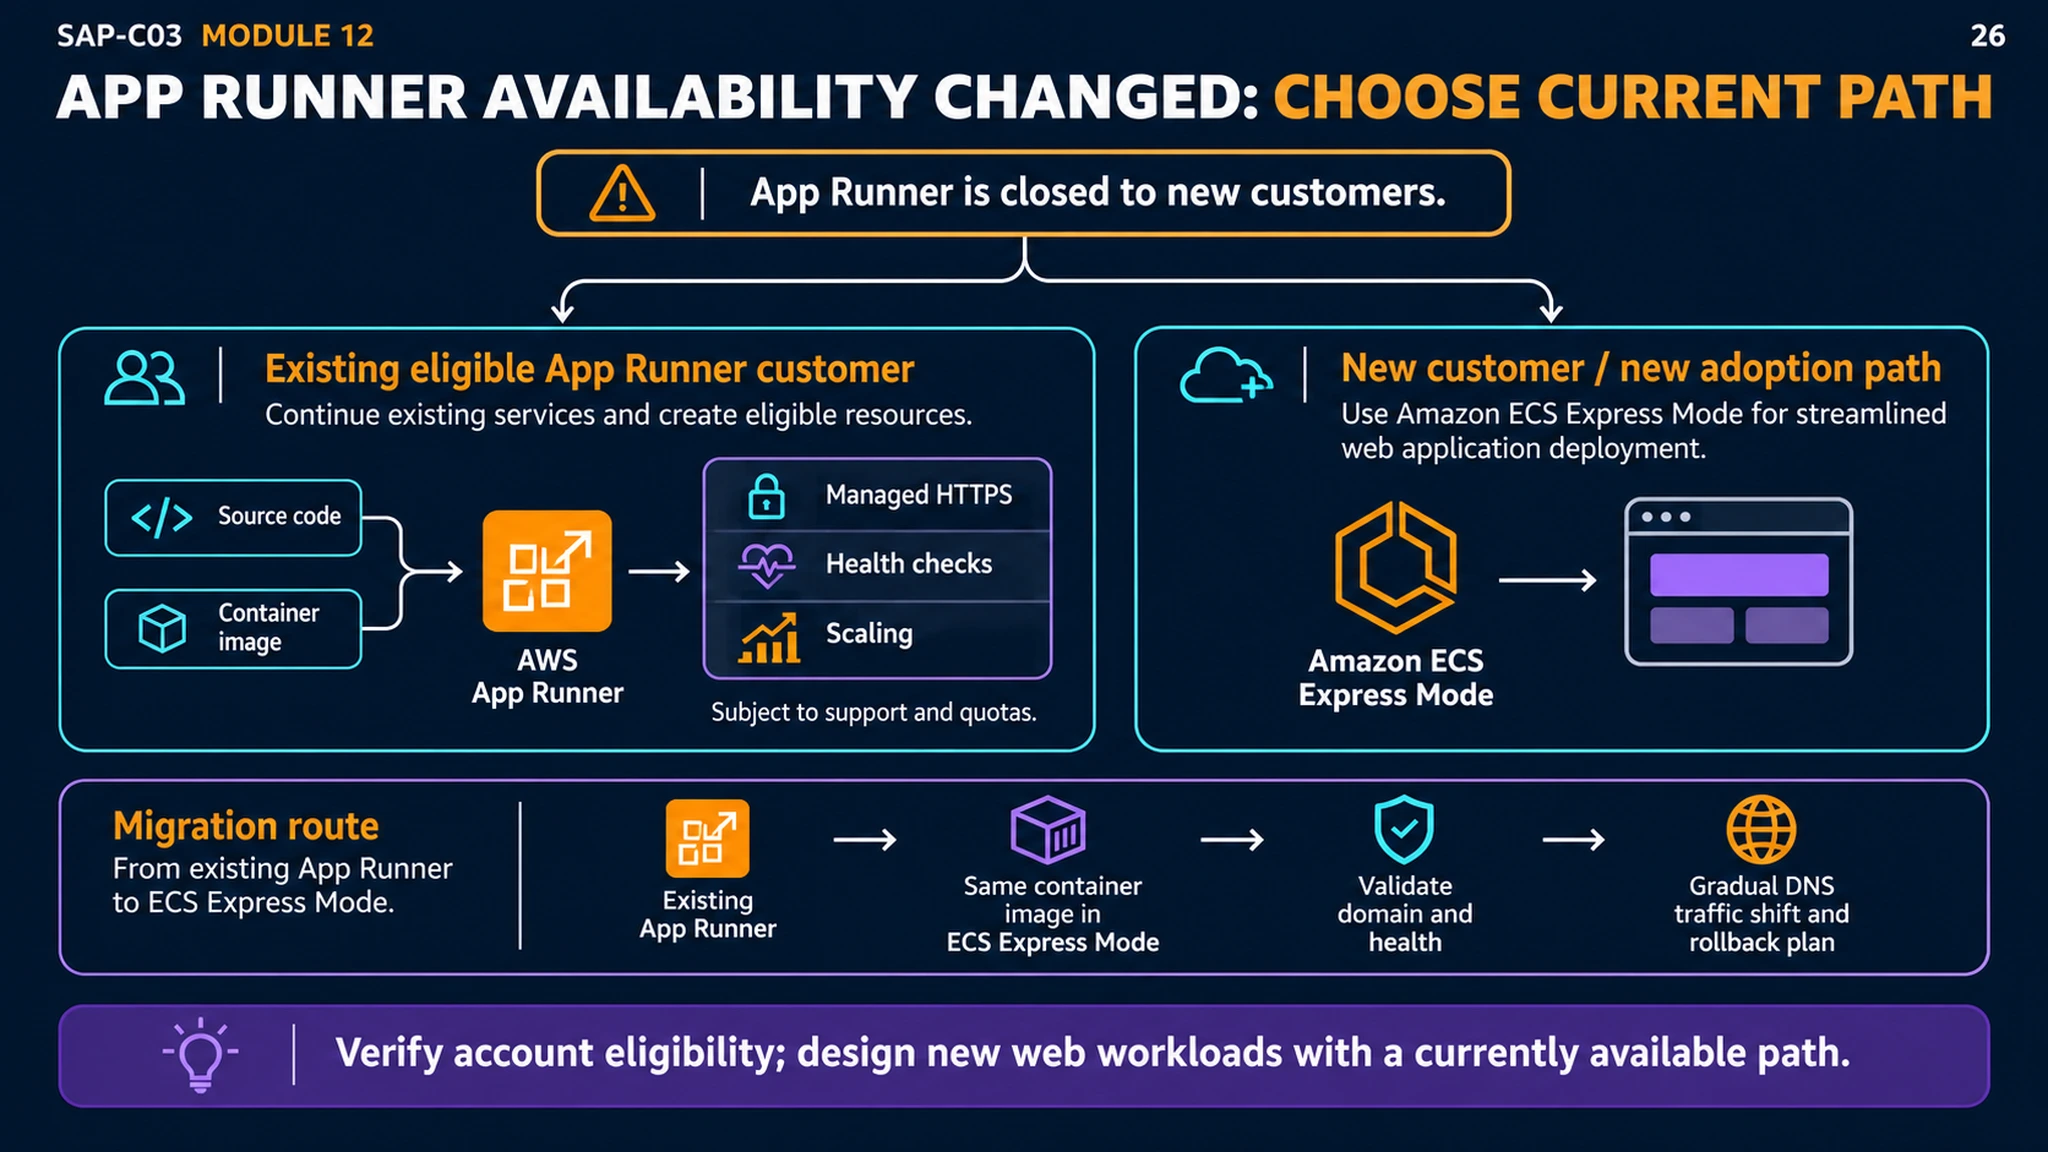 SAP-C03 MODULE 12
26
APP RUNNER AVAILABILITY CHANGED: CHOOSE CURRENT PATH
App Runner is closed to new customers.
Existing eligible App Runner customer
Continue existing services and create eligible resources.
Source code
Container
image
AWS
App Runner
Managed HTTPS
Health checks
Scaling
Subject to support and quotas.
New customer / new adoption path
Use Amazon ECS Express Mode for streamlined
web application deployment.
Amazon ECS
Express Mode
Migration route
From existing App Runner
to ECS Express Mode.
Existing
App Runner
Same container
image in
ECS Express Mode
Validate
domain and
health
Gradual DNS
traffic shift and
rollback plan
Verify account eligibility; design new web workloads with a currently available path.